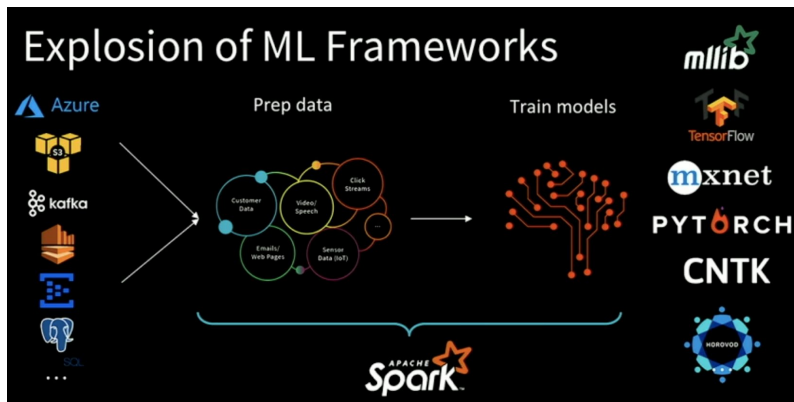 Explosion of ML Frameworks
Azure
S3
kafka
SQL
...
Prep data
Customer
Data
Video/
Speech
Click
Streams
...
Emails/
Web Pages
Sensor
Data (IoT)
Train models
APACHE
Spark
TM
mllib
TensorFlow
mxnet
PYTORCH
CNTK
HOROVOD